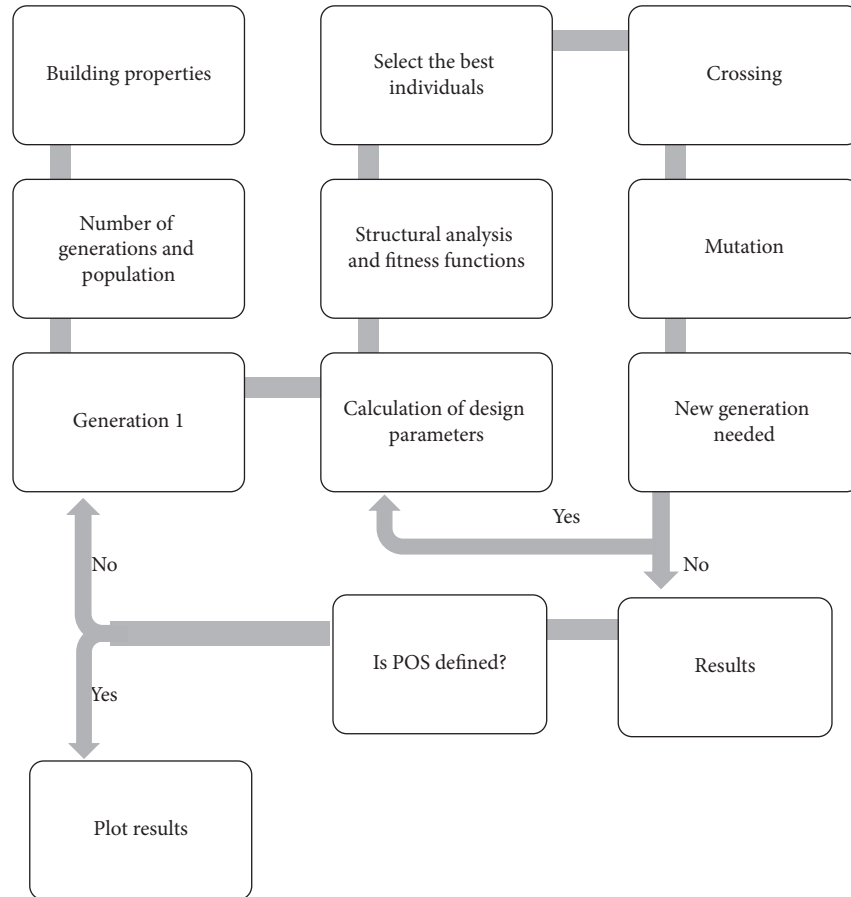 Building properties
Number of
generations and
population
Generation 1
Calculation of design
parameters
Structural analysis
and fitness functions
Select the best
individuals
Crossing
Mutation
New generation
needed
Yes
No
Results
Is POS defined?
No
Yes
Plot results